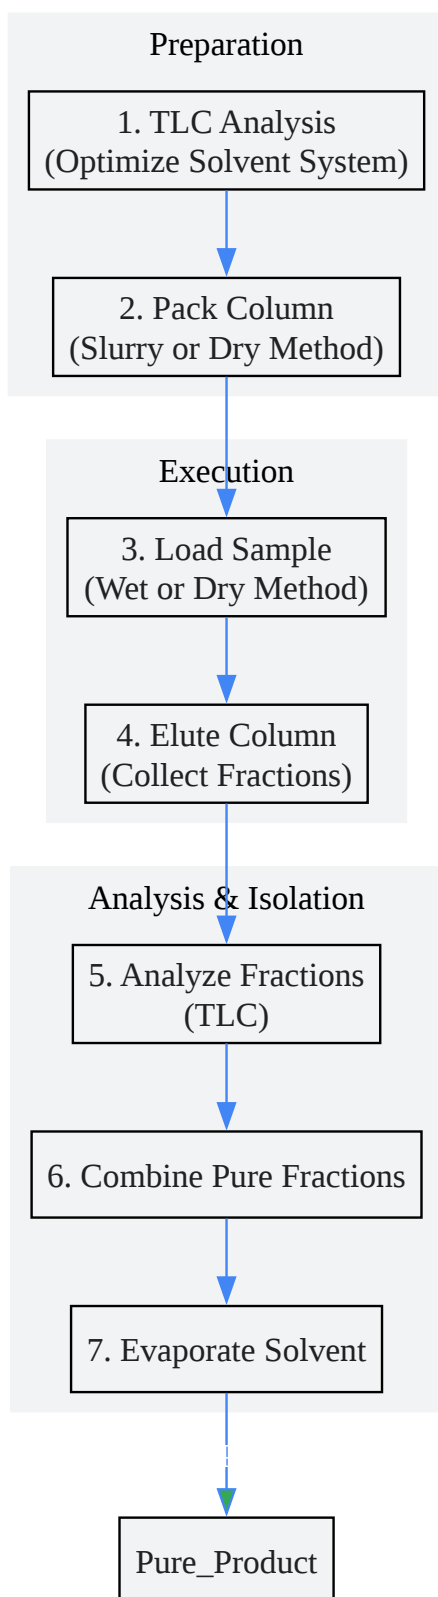 Preparation
1. TLC Analysis
(Optimize Solvent System)
2. Pack Column
(Slurry or Dry Method)
Execution
3. Load Sample
(Wet or Dry Method)
4. Elute Column
(Collect Fractions)
Analysis & Isolation
5. Analyze Fractions
(TLC)
6. Combine Pure Fractions
7. Evaporate Solvent
Pure_Product